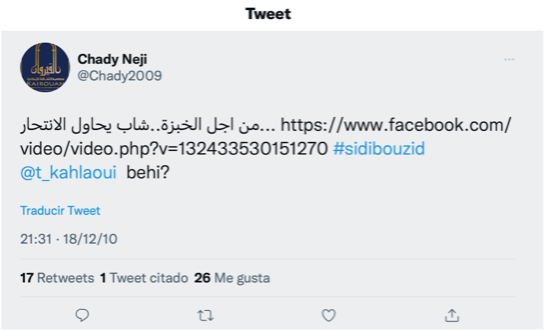 Tweet
Chady Neji
@Chady2009
من اجل الخبزة..شاب يحاول الانتحار... https://www.facebook.com/
video/video.php?v=132433530151270 #sidibouzid
@t_kahlaoui behi?
Traducir Tweet
21:31 · 18/12/10
17 Retweets 1 Tweet citado 26 Me gusta